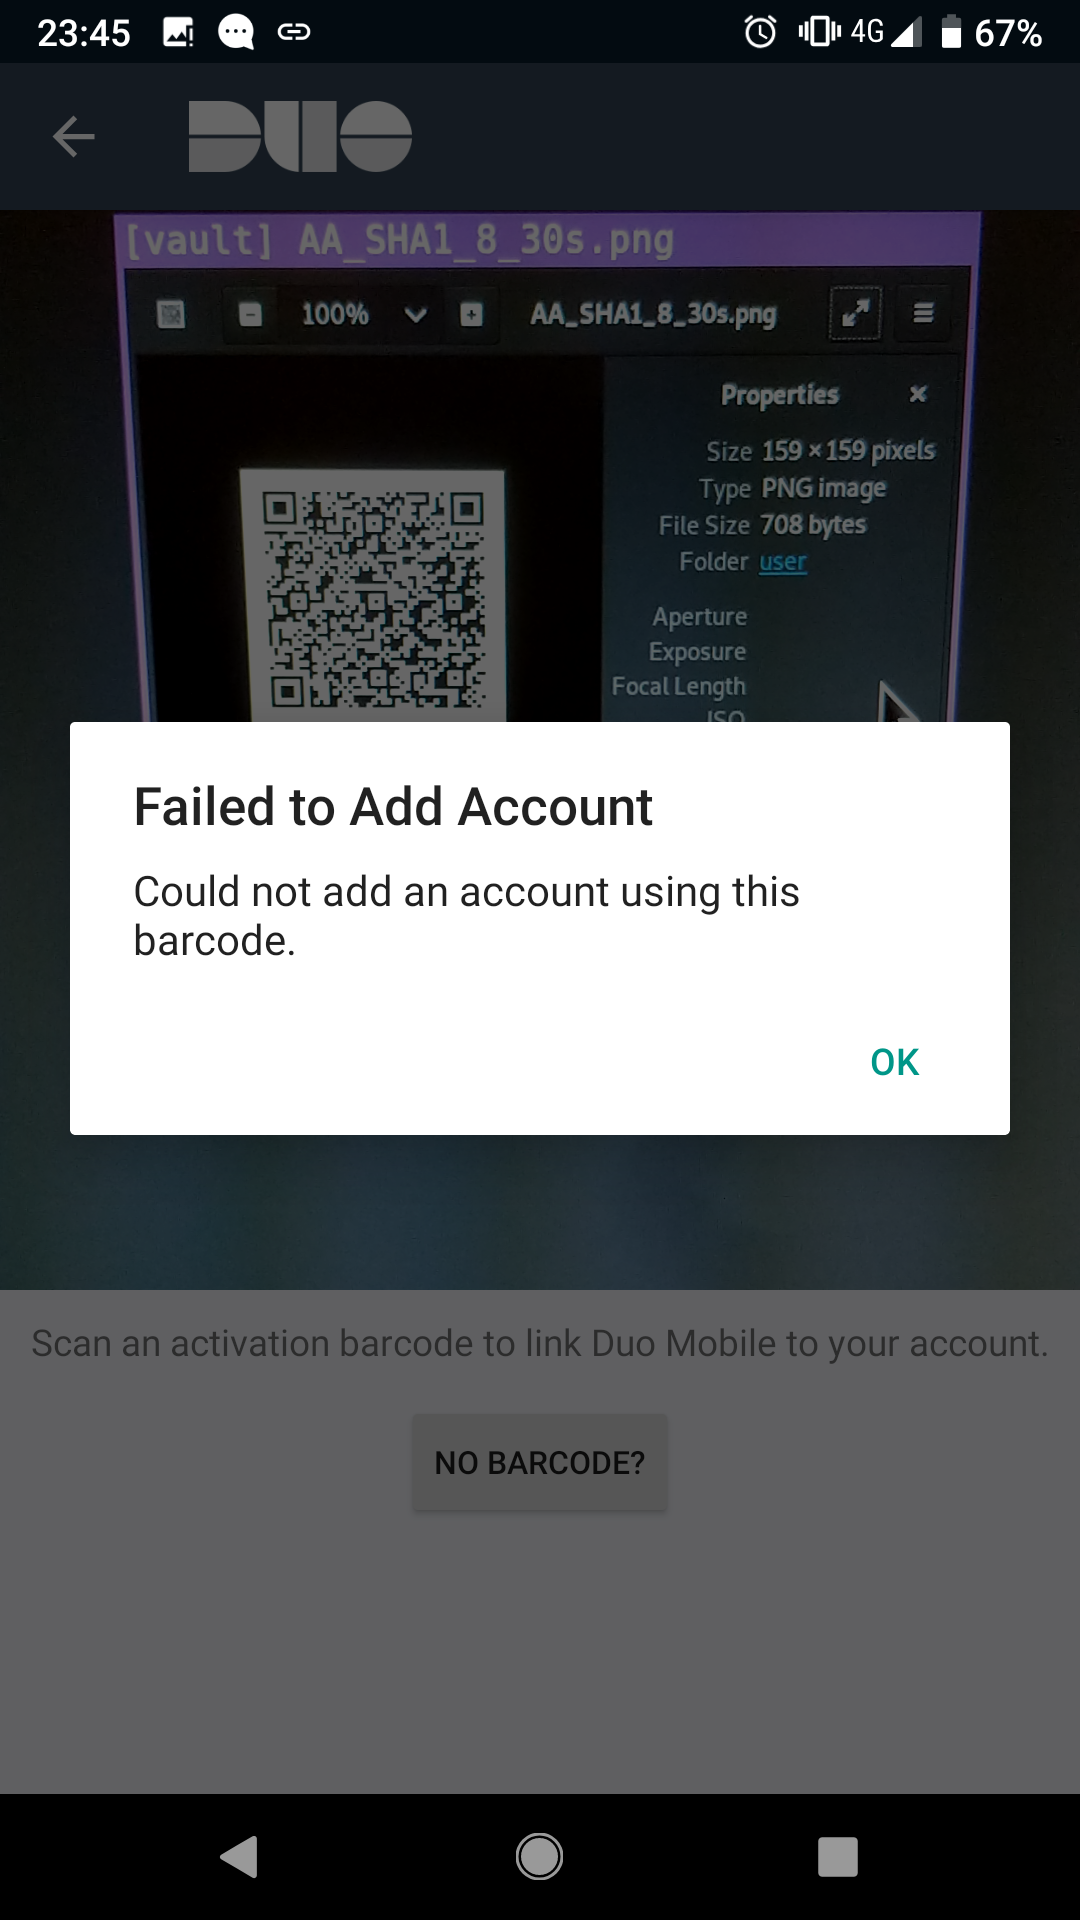 23:45
4G
67%
DUO
[vault] AA_SHA1_8_30s.png
100%
AA_SHA1_8_30s.png
Properties
Size 159 × 159 pixels
Type PNG image
File Size 708 bytes
Folder user
Aperture
Exposure
Focal Length
ISO
Failed to Add Account
Could not add an account using this
barcode.
OK
Scan an activation barcode to link Duo Mobile to your account.
NO BARCODE?